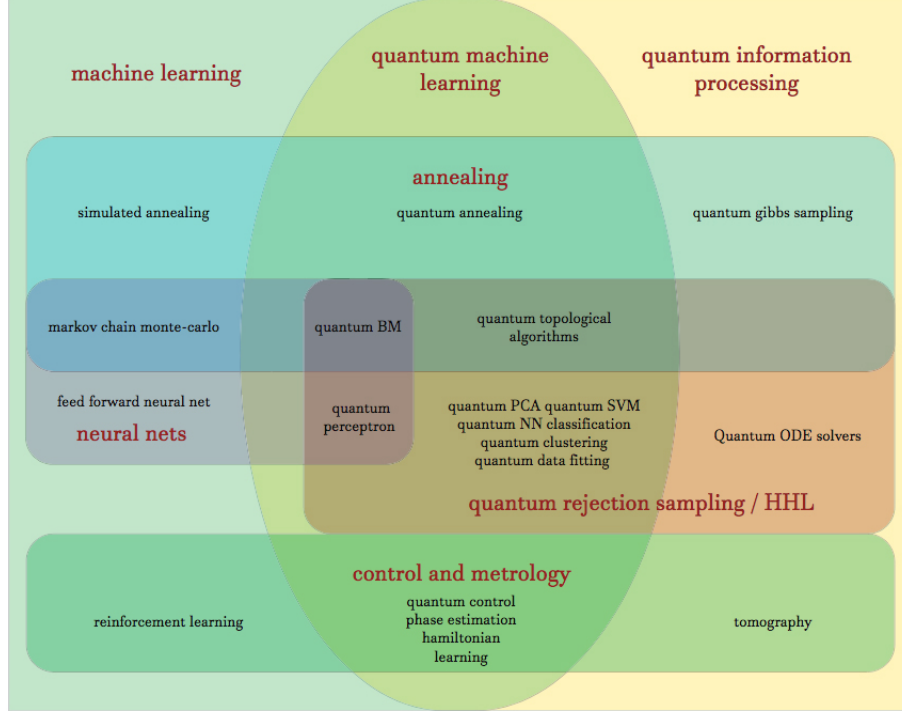 machine learning
quantum machine
learning
quantum information
processing
annealing
simulated annealing
quantum annealing
quantum gibbs sampling
markov chain monte-carlo
quantum BM
quantum topological
algorithms
feed forward neural net
neural nets
quantum
perceptron
quantum PCA quantum SVM
quantum NN classification
quantum clustering
quantum data fitting
Quantum ODE solvers
quantum rejection sampling / HHL
control and metrology
reinforcement learning
quantum control
phase estimation
hamiltonian
learning
tomography